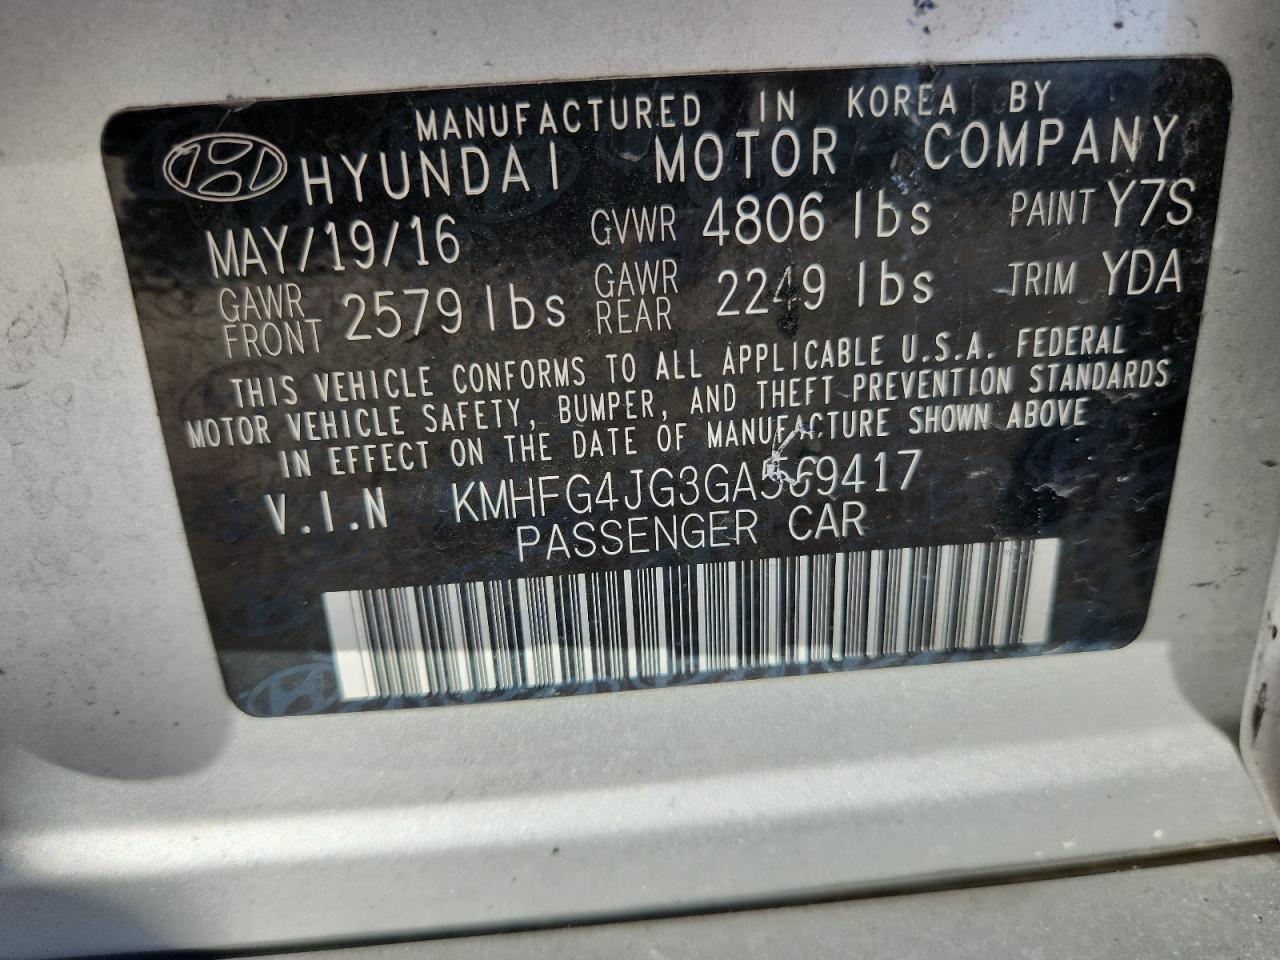 MANUFACTURED IN KOREA BY
HYUNDAI MOTOR COMPANY
MAY/19/16 GVWR 4806 lbs PAINT Y7S
GAWR FRONT 2579 lbs GAWR REAR 2249 lbs TRIM YDA
THIS VEHICLE CONFORMS TO ALL APPLICABLE U.S.A. FEDERAL
MOTOR VEHICLE SAFETY, BUMPER, AND THEFT PREVENTION STANDARDS
IN EFFECT ON THE DATE OF MANUFACTURE SHOWN ABOVE
V.I.N KMHFG4JG3GA569417
PASSENGER CAR